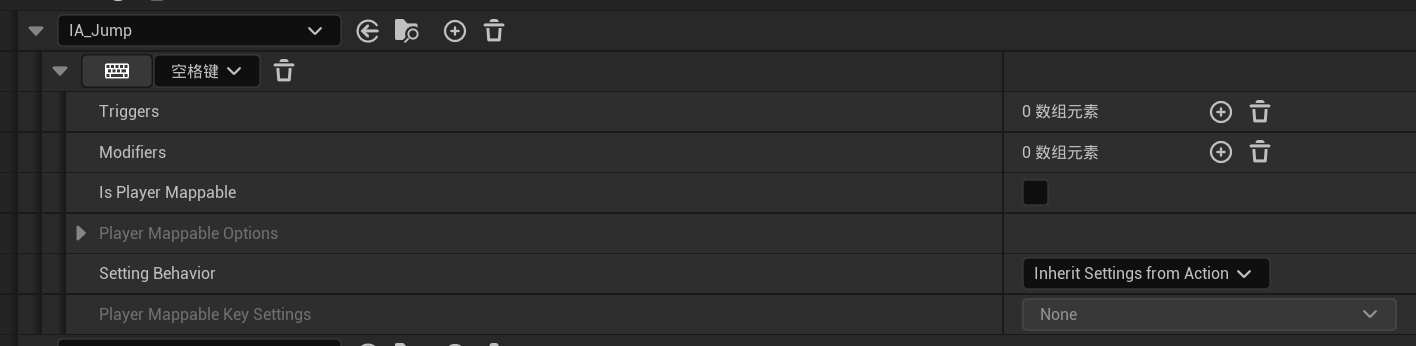 IA_Jump
空格键
Triggers 0 数组元素
Modifiers 0 数组元素
Is Player Mappable
Player Mappable Options
Setting Behavior Inherit Settings from Action
Player Mappable Key Settings None